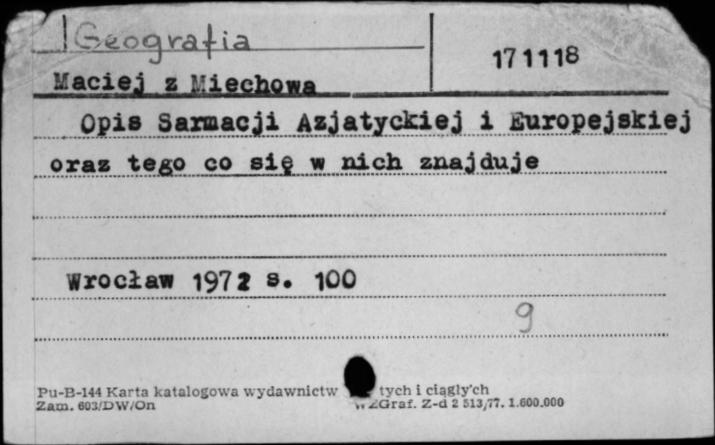 Geografia
171118
Maciej z Miechowa
Opis Sarmacji Azjatyckiej i Europejskiej
oraz tego co się w nich znajduje
Wrocław 1972 s. 100
9
Pu-B-144 Karta katalogowa wydawnictw tych i ciągły'ch
Zam. 603/DW/On WZGraf. Z-d 2 513/77. 1.600.000